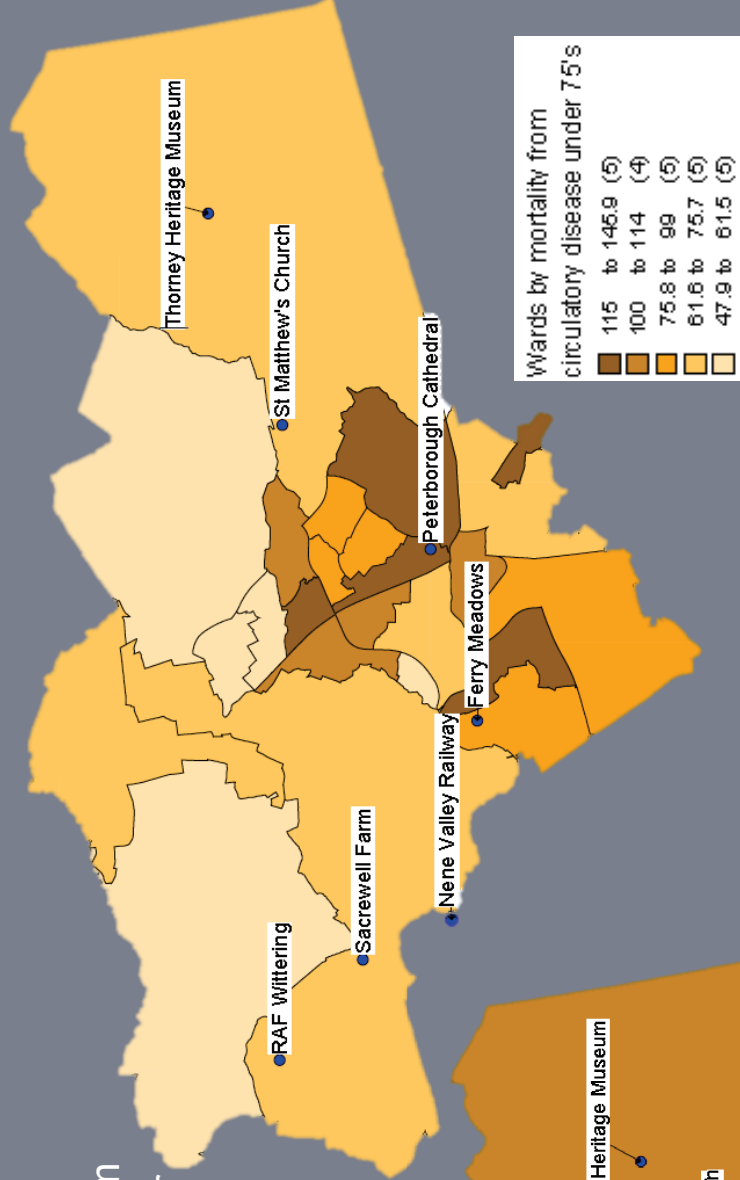 Thorney Heritage Museum
St Matthew's Church
Peterborough Cathedral
Ferry Meadows
Nene Valley Railway
Sacrewell Farm
RAF Wittering
Wards by mortality from
circulatory disease under 75's
115 to 145.9 (5)
100 to 114 (4)
75.8 to 99 (5)
61.6 to 75.7 (5)
47.9 to 61.5 (5)
Heritage Museum